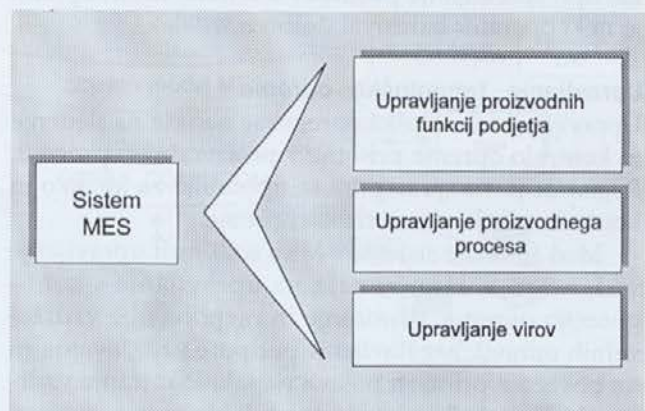 Sistem
MES
Upravljanje proizvodnih
funkcij podjetja
Upravljanje proizvodnega
procesa
Upravljanje virov